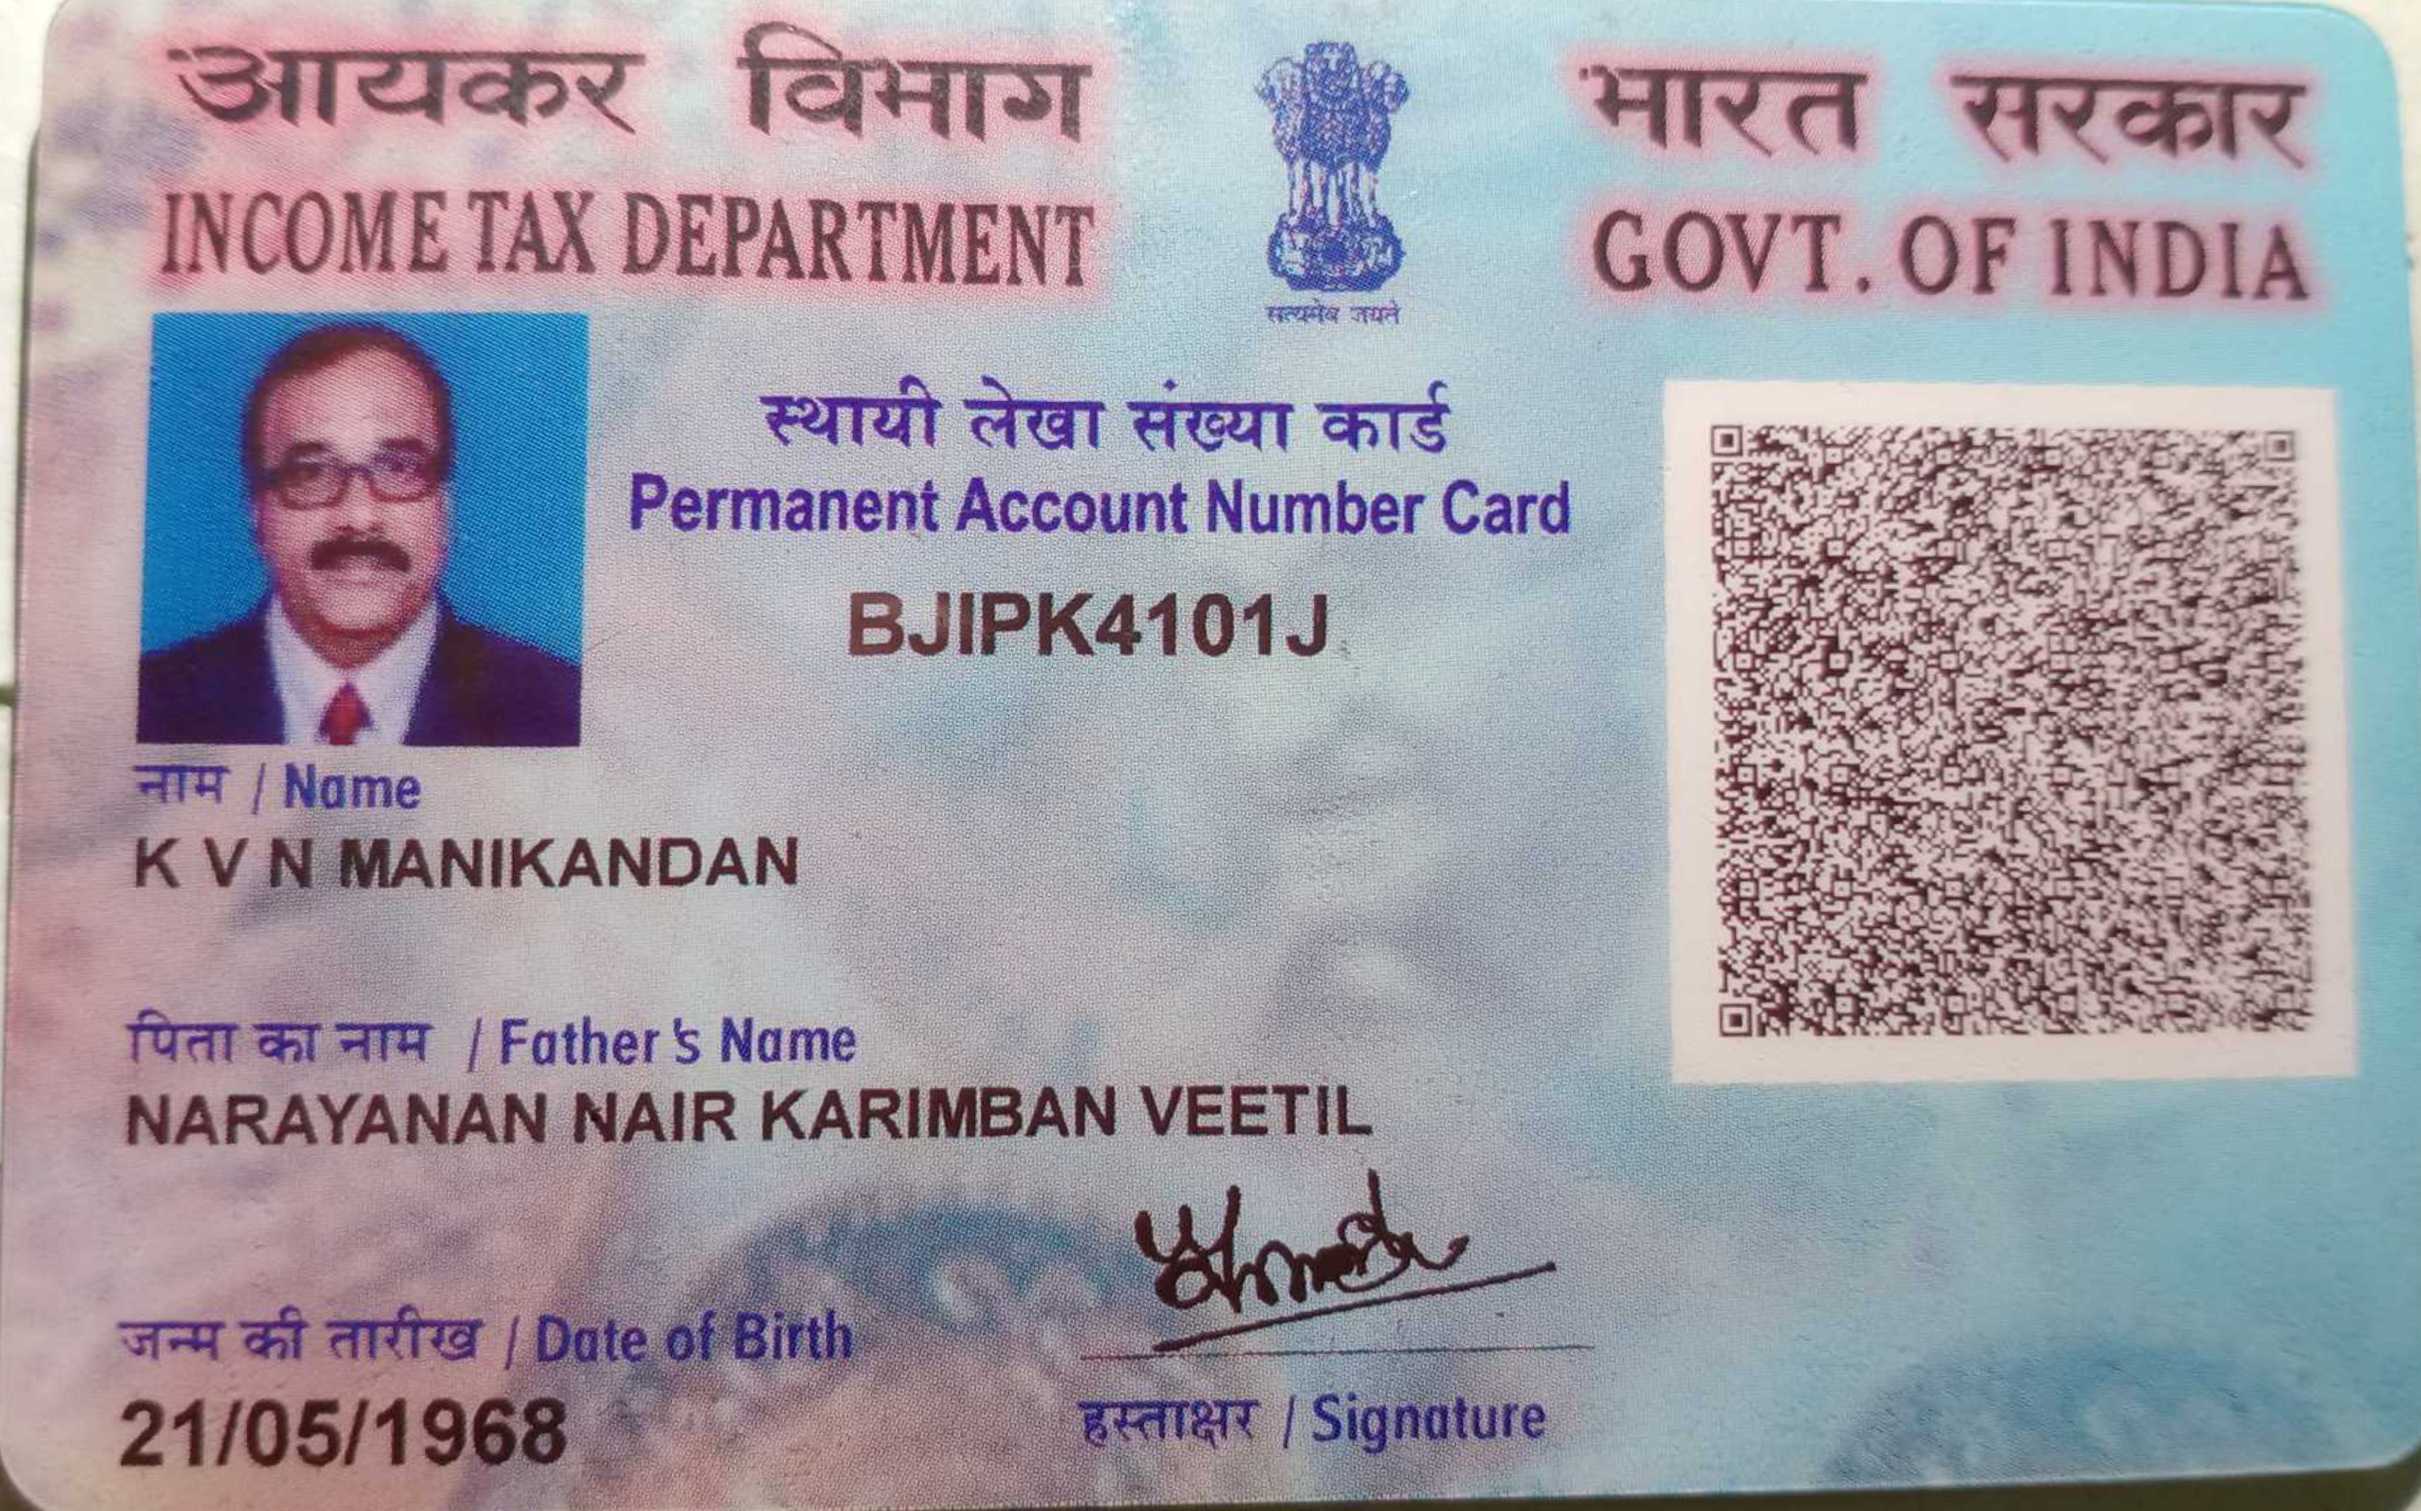 आयकर विभाग
INCOME TAX DEPARTMENT
सत्यमेव जयते
भारत सरकार
GOVT. OF INDIA
स्थायी लेखा संख्या कार्ड
Permanent Account Number Card
BJIPK4101J
नाम / Name
K V N MANIKANDAN
पिता का नाम / Father's Name
NARAYANAN NAIR KARIMBAN VEETIL
जन्म की तारीख / Date of Birth
21/05/1968
हस्ताक्षर / Signature